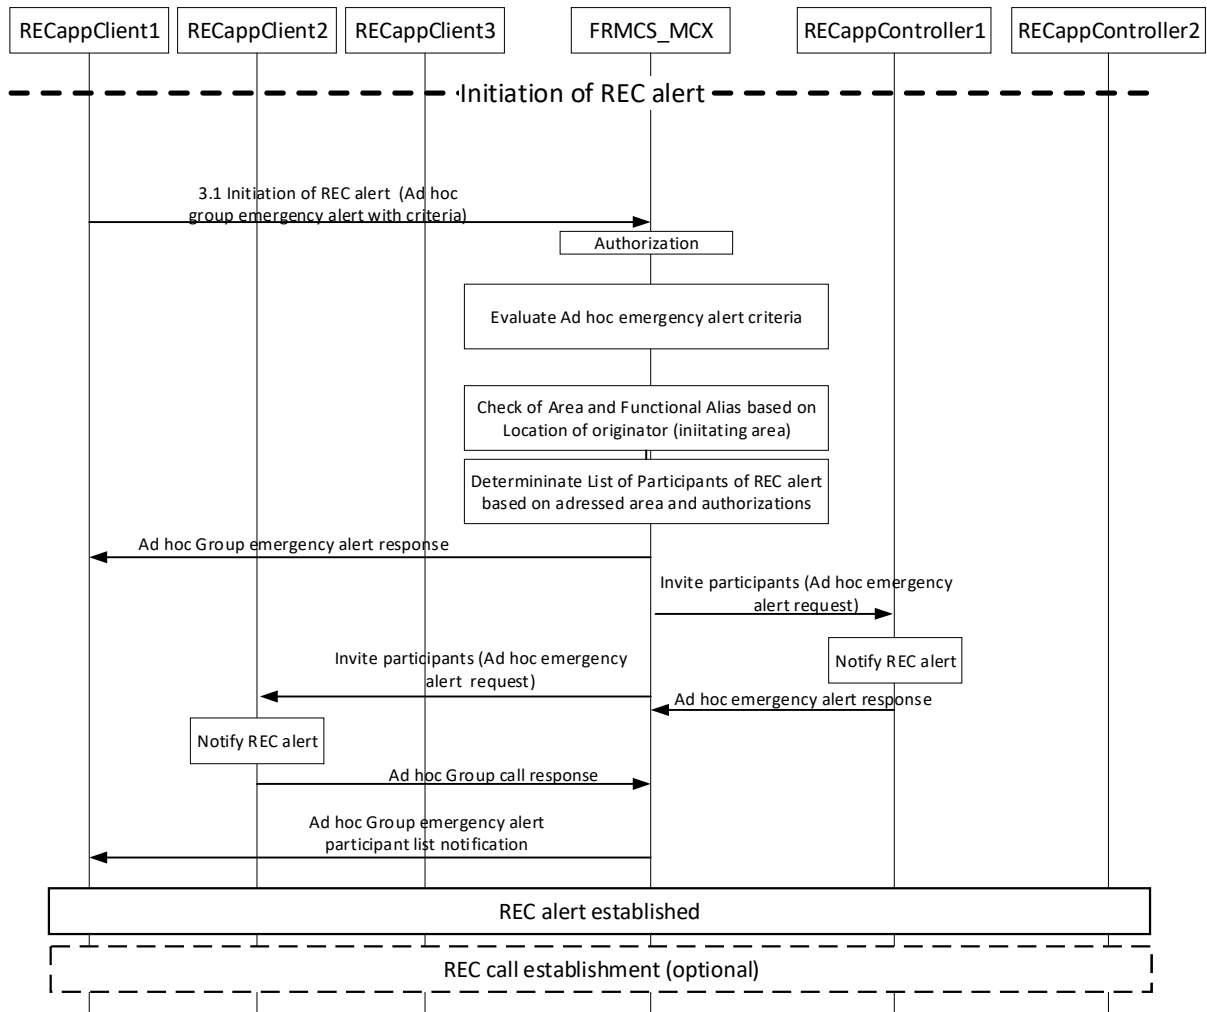 RECappClient1
RECappClient2
RECappClient3
FRMCS_MCX
RECappController1
RECappController2
Initiation of REC alert
3.1 Initiation of REC alert (Ad hoc
group emergency alert with criteria)
Authorization
Evaluate Ad hoc emergency alert criteria
Check of Area and Functional Alias based on
Location of originator (iniitating area)
Determininate List of Participants of REC alert
based on adressed area and authorizations
Ad hoc Group emergency alert response
Invite participants (Ad hoc emergency
alert request)
Notify REC alert
Invite participants (Ad hoc emergency
alert request)
Ad hoc emergency alert response
Notify REC alert
Ad hoc Group call response
Ad hoc Group emergency alert
participant list notification
REC alert established
REC call establishment (optional)